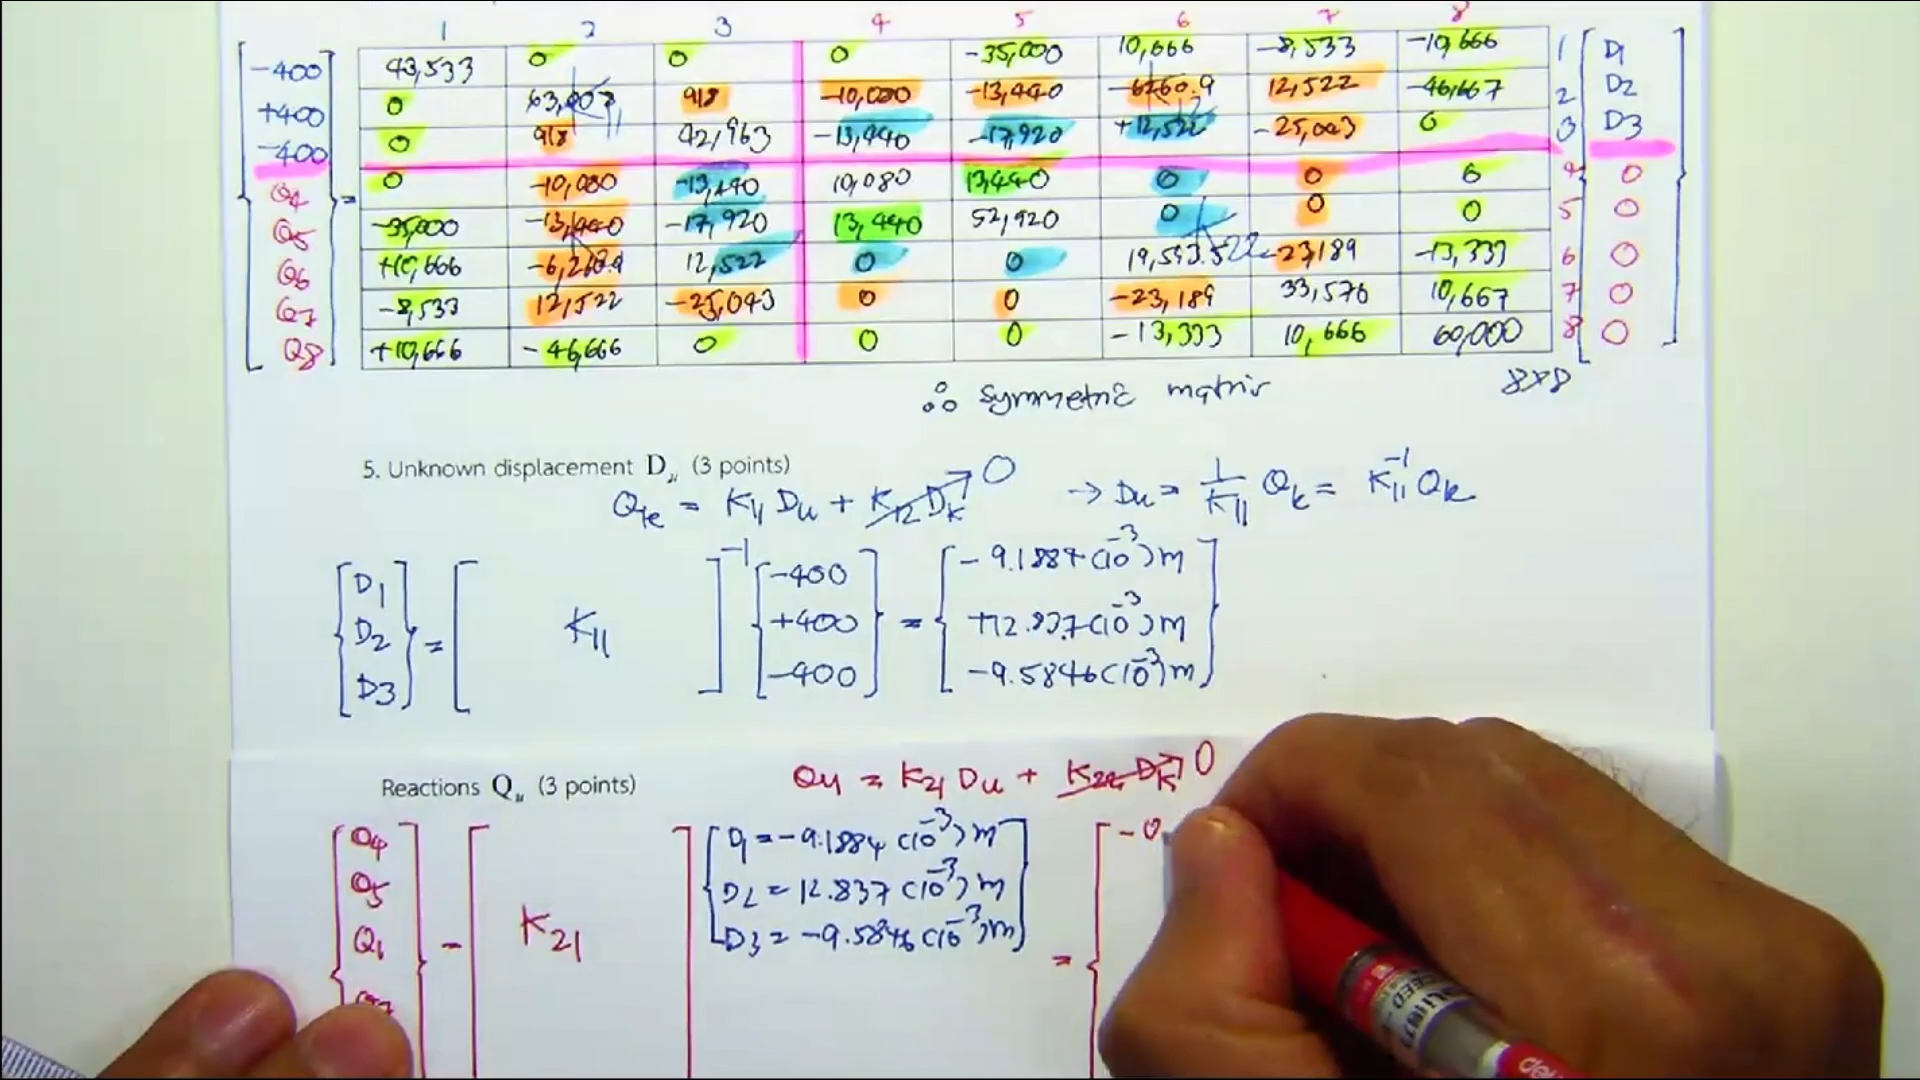 1 2 3 4 5 6 7 8
-400 43,533 0 0 0 -35,000 10,666 -8,533 -10,666 1 D1
+400 0 918 -10,080 -13,440 12,522 -46,667 2 D2
-400 0 918 42,963 -13,440 -17,920 +12,522 -25,043 0 3 D3
Q4 = 0 -10,080 -13,440 10,080 13,440 0 0 0 4 0
Q5 -35,000 -13,440 -17,920 13,440 52,920 0 0 0 5 0
Q6 +10,666 12,522 0 0 -23,189 -13,333 6 0
Q7 -8,533 12,522 -25,043 0 0 -23,189 33,576 10,667 7 0
Q8 +10,666 -46,666 0 0 0 -13,333 10,666 60,000 8 0
∴ Symmetric matrix 8×8
5. Unknown displacement Du (3 points)
Qk = K11 Du + K12 Dk → 0 → Du = 1/K11 Qk = K11^-1 Qk
D1 -400 -9.1884(10^-3)m
D2 = K11 ^-1 +400 = +12.837(10^-3)m
D3 -400 -9.5846(10^-3)m
Reactions Qu (3 points) Qu = K21 Du + K22 Dk → 0
Q4 D1 = -9.1884(10^-3)m -0
Q5 D2 = 12.837(10^-3)m
Q6 = K21 D3 = -9.5846(10^-3)m =
Q7
deli